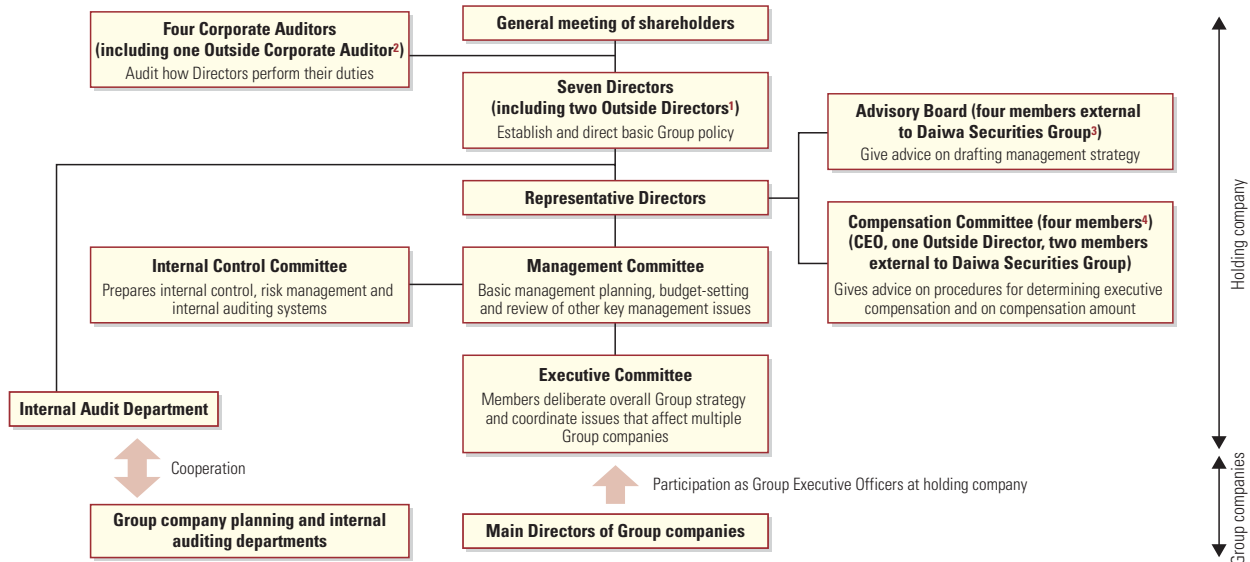 Four Corporate Auditors
(including one Outside Corporate Auditor2)
Audit how Directors perform their duties
General meeting of shareholders
Seven Directors
(including two Outside Directors1)
Establish and direct basic Group policy
Advisory Board (four members external
to Daiwa Securities Group3)
Give advice on drafting management strategy
Representative Directors
Compensation Committee (four members4)
(CEO, one Outside Director, two members
external to Daiwa Securities Group)
Gives advice on procedures for determining executive
compensation and on compensation amount
Internal Control Committee
Prepares internal control, risk management and
internal auditing systems
Management Committee
Basic management planning, budget-setting
and review of other key management issues
Executive Committee
Members deliberate overall Group strategy
and coordinate issues that affect multiple
Group companies
Internal Audit Department
Cooperation
Participation as Group Executive Officers at holding company
Group company planning and internal
auditing departments
Main Directors of Group companies
Holding company
Group companies